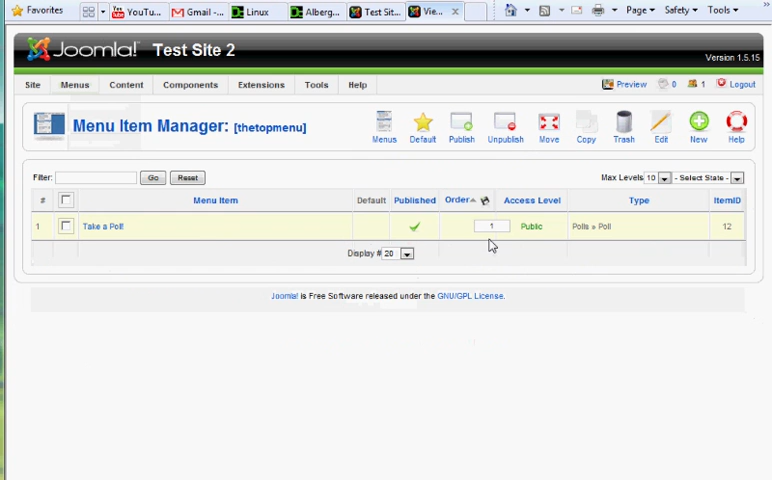 Favorites YouTu... Gmail -... Linux Alberg... Test Sit... Vie... Page Safety Tools
Joomla! Test Site 2
Version 1.5.15
Site Menus Content Components Extensions Tools Help Preview 0 1 Logout
Menu Item Manager: [thetopmenu]
Menus Default Publish Unpublish Move Copy Trash Edit New Help
Filter: Go Reset Max Levels 10 - Select State -
# Menu Item Default Published Order Access Level Type ItemID
1 Take a Poll! 1 Public Polls » Poll 12
Display # 20
Joomla! is Free Software released under the GNU/GPL License.